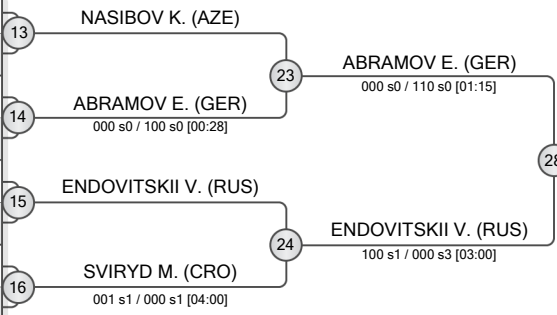 NASIBOV K. (AZE)
13
23
ABRAMOV E. (GER)
000 s0 / 110 s0 [01:15]
ABRAMOV E. (GER)
14
000 s0 / 100 s0 [00:28]
28
ENDOVITSKII V. (RUS)
15
24
ENDOVITSKII V. (RUS)
100 s1 / 000 s3 [03:00]
SVIRYD M. (CRO)
16
001 s1 / 000 s1 [04:00]